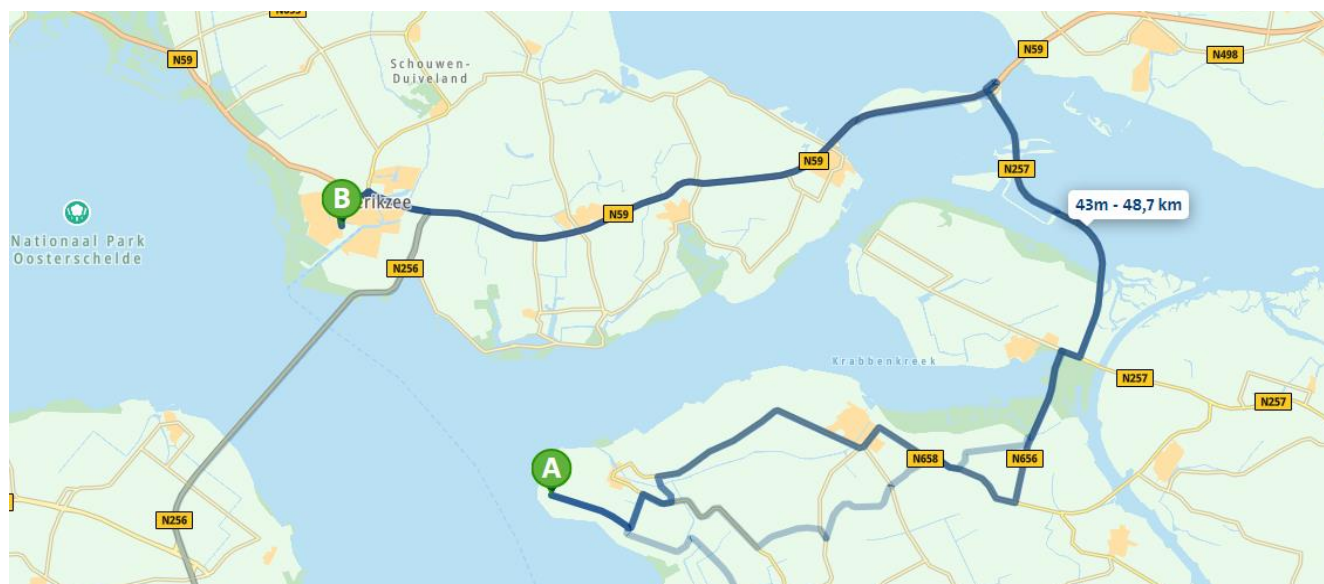 N59
N498
N59
Schouwen-
Duiveland
N59
N257
B
erikzee
N59
43m - 48,7 km
Nationaal Park
Oosterschelde
N256
Krabbenkreek
N257
N257
A
N658
N656
N256